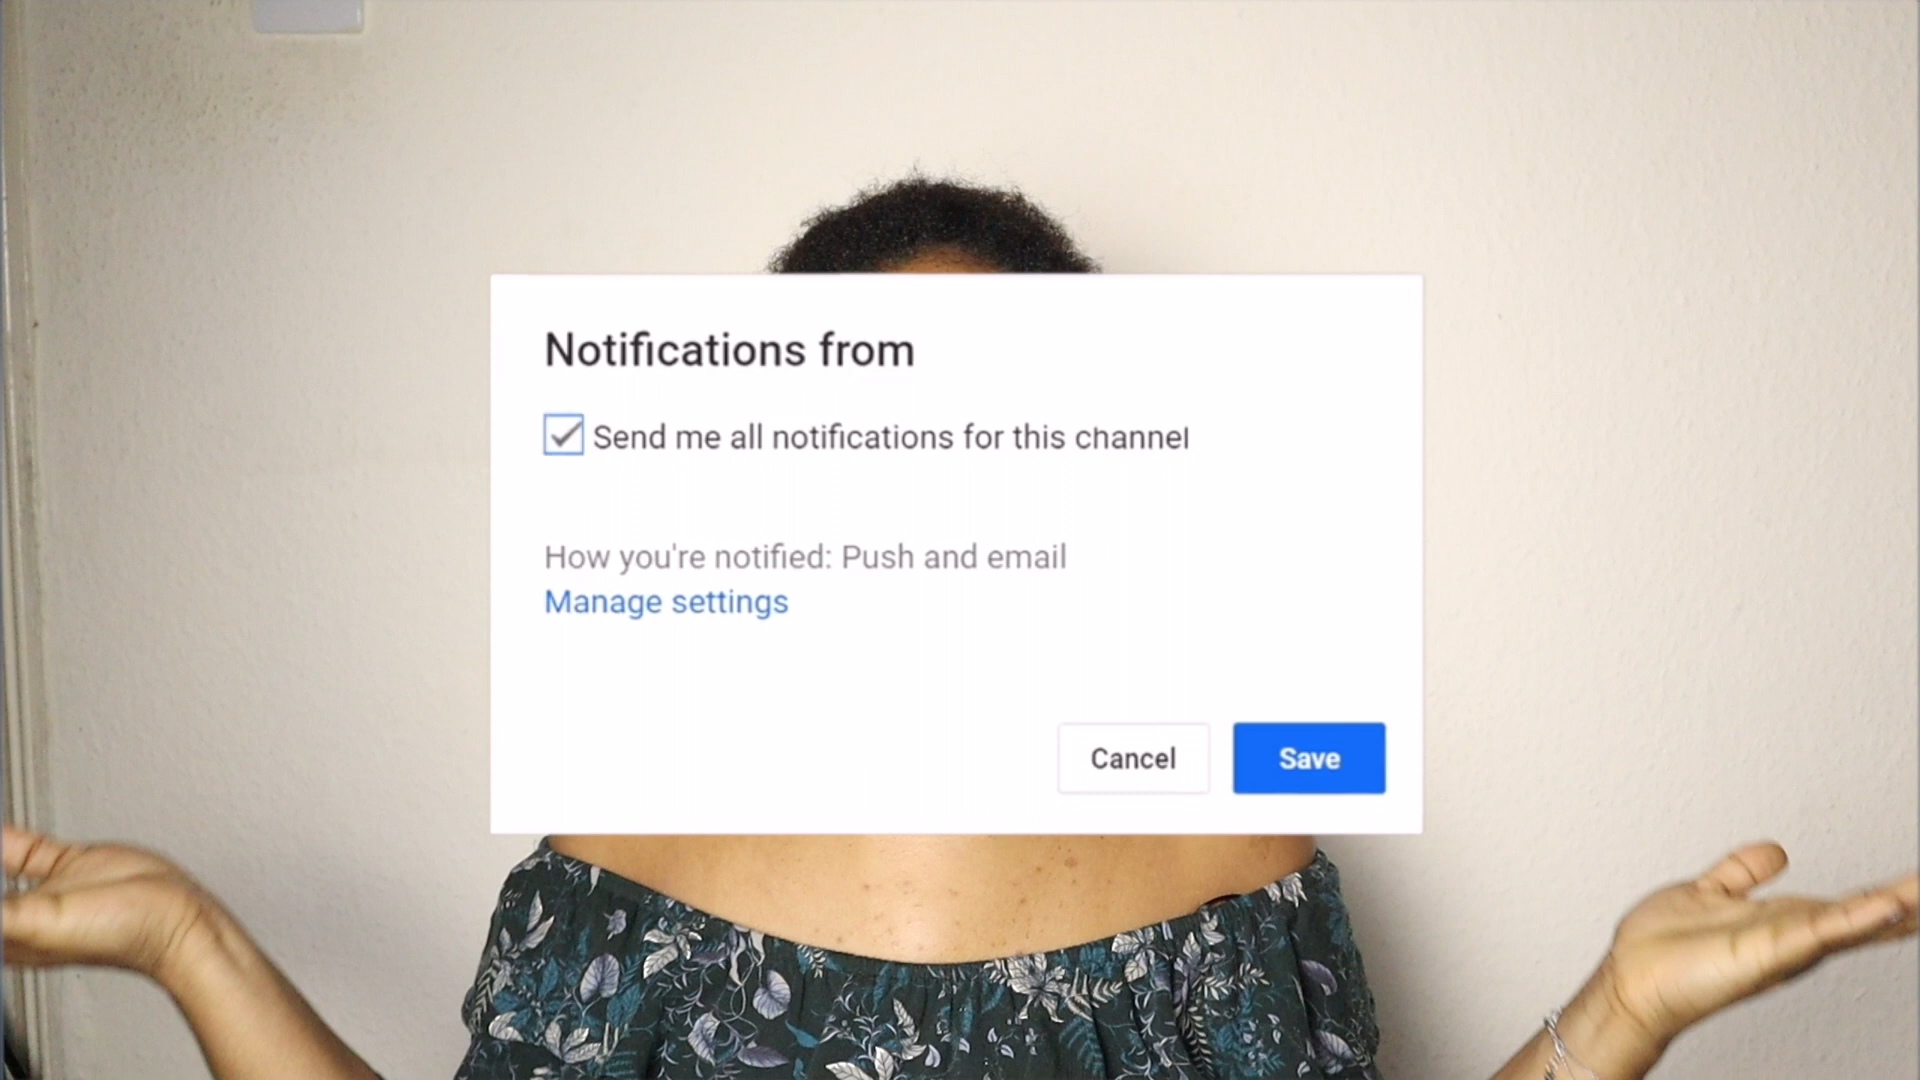 Notifications from
Send me all notifications for this channel
How you're notified: Push and email
Manage settings
Cancel
Save